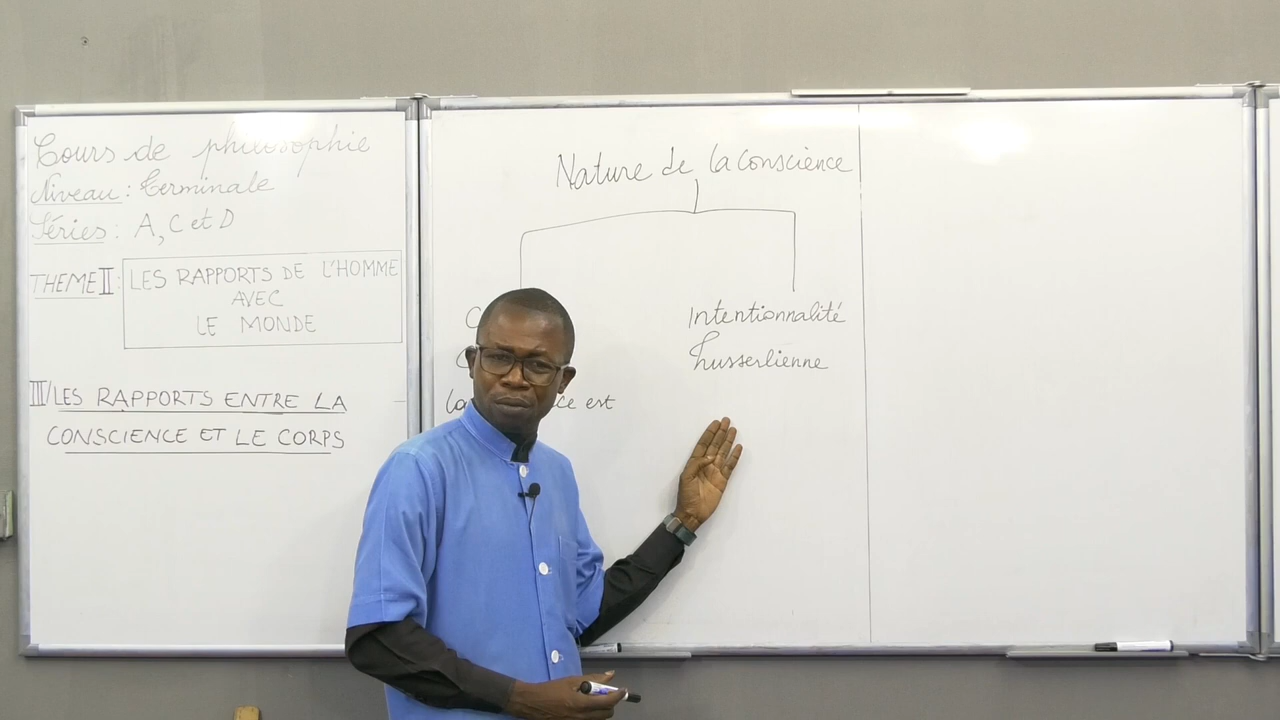 Cours de philosophie
Niveau : Terminale
Séries : A, C et D
THEME II : LES RAPPORTS DE L'HOMME
AVEC
LE MONDE
III/ LES RAPPORTS ENTRE LA
CONSCIENCE ET LE CORPS
Nature de la conscience
est
Intentionnalité
husserlienne